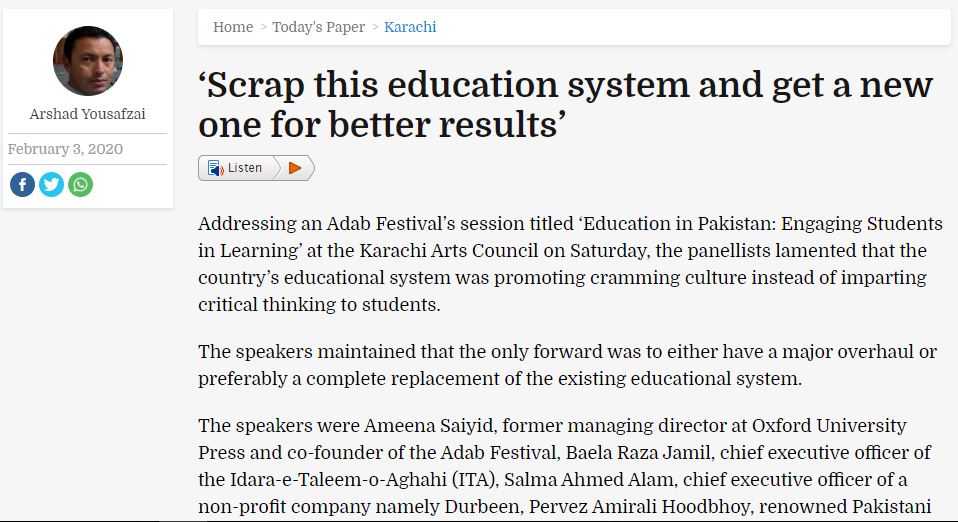 Home > Today's Paper > Karachi
Arshad Yousafzai
February 3, 2020
‘Scrap this education system and get a new
one for better results’
Listen
Addressing an Adab Festival’s session titled ‘Education in Pakistan: Engaging Students
in Learning’ at the Karachi Arts Council on Saturday, the panellists lamented that the
country’s educational system was promoting cramming culture instead of imparting
critical thinking to students.
The speakers maintained that the only forward was to either have a major overhaul or
preferably a complete replacement of the existing educational system.
The speakers were Ameena Saiyid, former managing director at Oxford University
Press and co-founder of the Adab Festival, Baela Raza Jamil, chief executive officer of
the Idara-e-Taleem-o-Aghahi (ITA), Salma Ahmed Alam, chief executive officer of a
non-profit company namely Durbeen, Pervez Amirali Hoodbhoy, renowned Pakistani